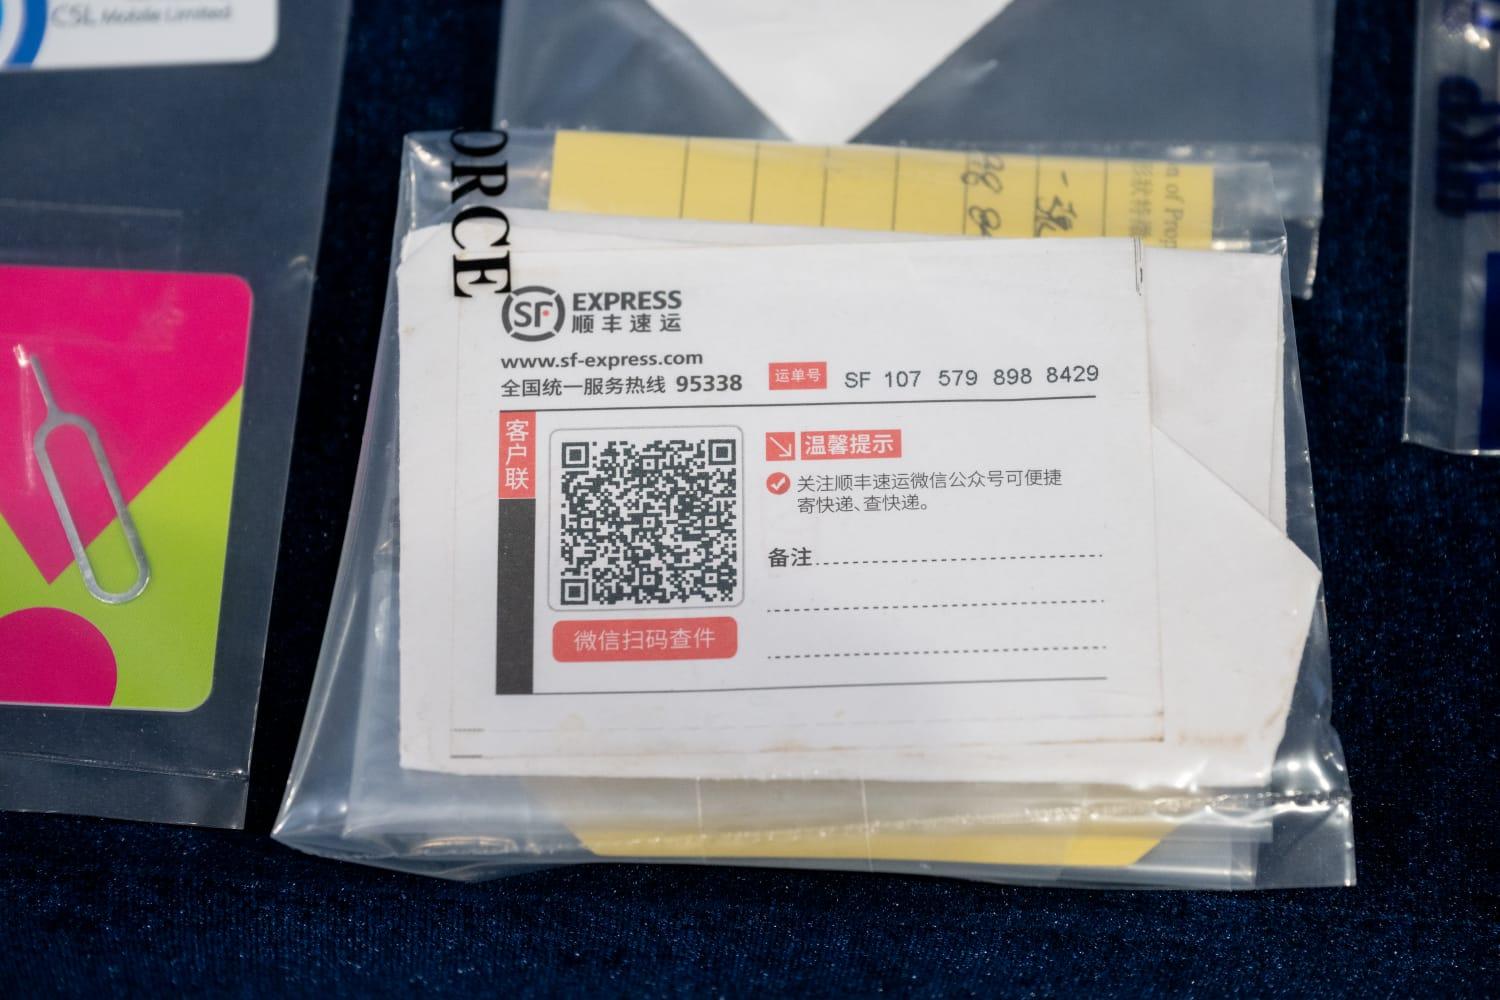 CSL Mobile Limited
ORCE
SF EXPRESS
顺丰速运
www.sf-express.com
全国统一服务热线 95338
运单号 SF 107 579 898 8429
客户联
温馨提示
关注顺丰速运微信公众号可便捷
寄快递、查快递。
备注
微信扫码查件